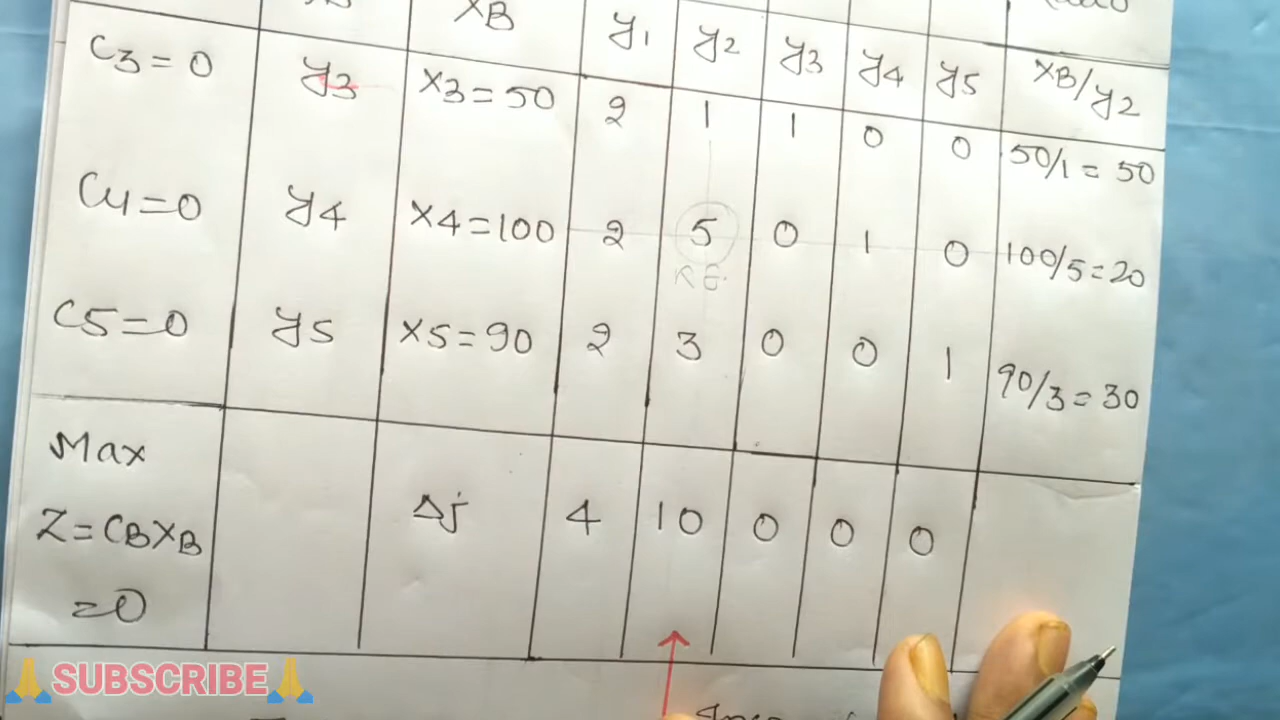 XB y1 y2 y3 y4 y5 XB/y2
C3=0 y3 x3=50 2 1 1 0 0 50/1=50
C4=0 y4 x4=100 2 5 0 1 0 100/5=20
KE.
C5=0 y5 x5=90 2 3 0 0 1 90/3=30
Max
Z=CBXB Δj 4 10 0 0 0
=0
🙏SUBSCRIBE🙏